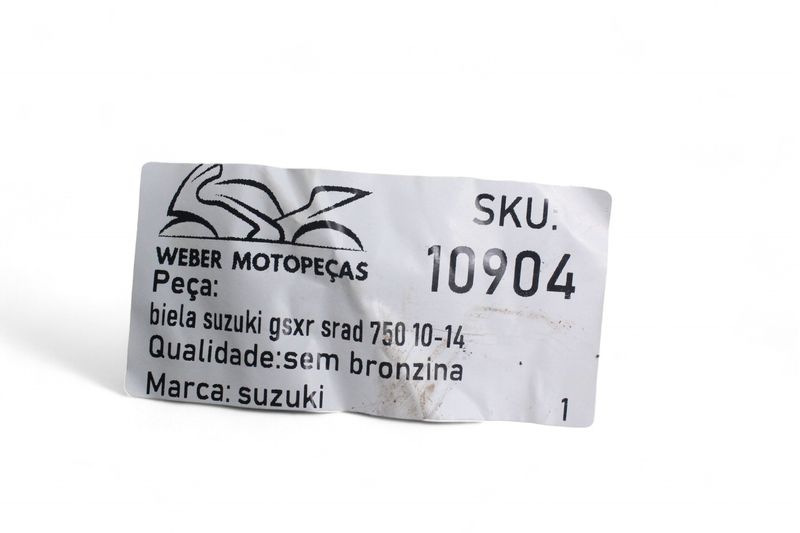 WEBER MOTOPEÇAS
SKU:
10904
Peça:
biela suzuki gsxr srad 750 10-14
Qualidade:sem bronzina
Marca: suzuki
1